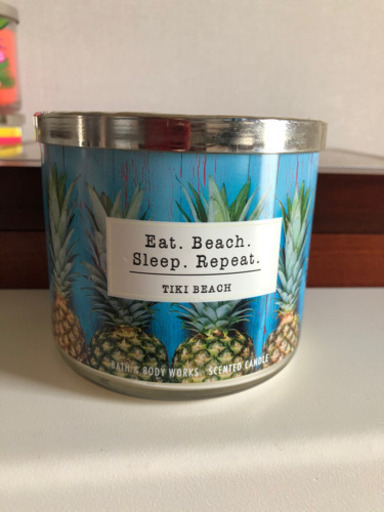 Eat. Beach.
Sleep. Repeat.
TIKI BEACH
BATH & BODY WORKS SCENTED CANDLE